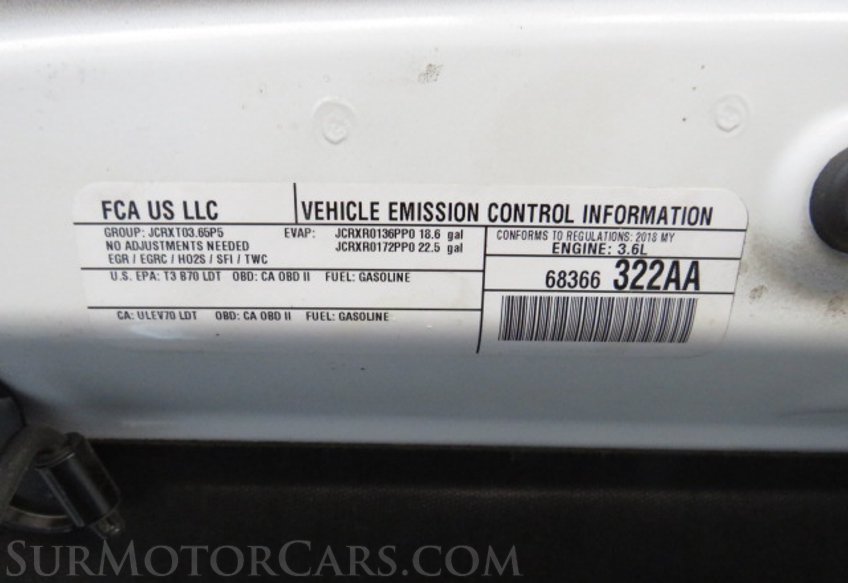 FCA US LLC
VEHICLE EMISSION CONTROL INFORMATION
GROUP: JCRXT03.65P5
NO ADJUSTMENTS NEEDED
EGR / EGRC / HO2S / SFI / TWC
EVAP: JCRXR0136PP0 18.6 gal
JCRXR0172PP0 22.5 gal
CONFORMS TO REGULATIONS: 2018 MY
ENGINE: 3.6L
U.S. EPA: T3 B70 LDT OBD: CA OBD II FUEL: GASOLINE
68366 322AA
CA: ULEV70 LDT OBD: CA OBD II FUEL: GASOLINE
SURMOTORCARS.COM